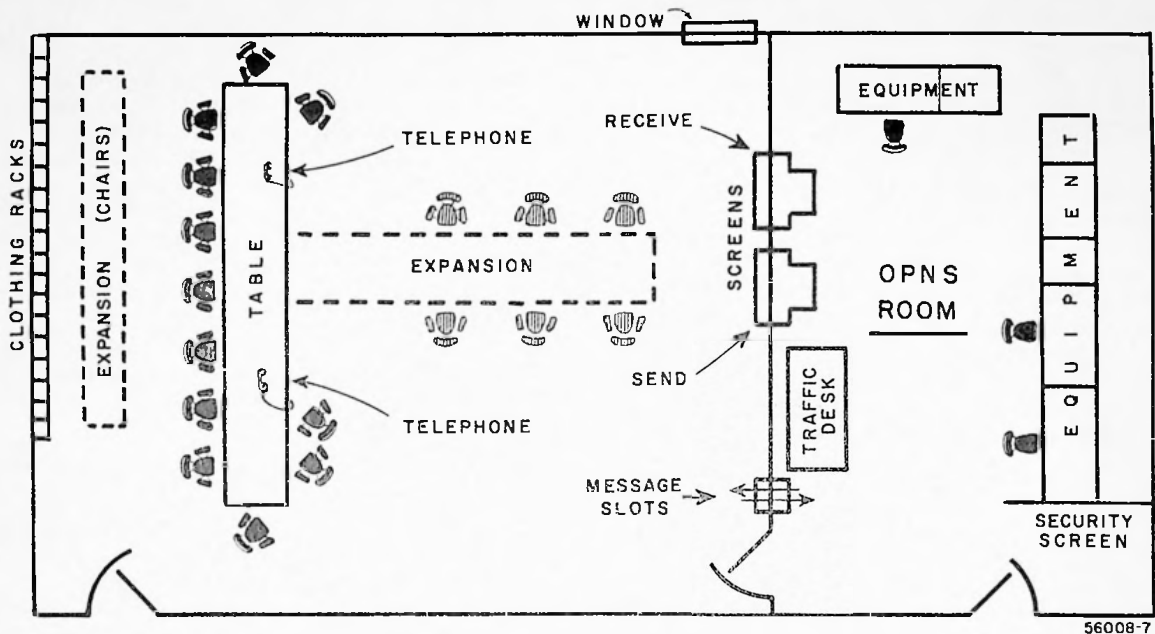 WINDOW
CLOTHING RACKS
EXPANSION (CHAIRS)
TABLE
TELEPHONE
TELEPHONE
EXPANSION
RECEIVE
SCREENS
SEND
MESSAGE
SLOTS
TRAFFIC
DESK
EQUIPMENT
OPNS
ROOM
EQUIPMENT
SECURITY
SCREEN
56008-7